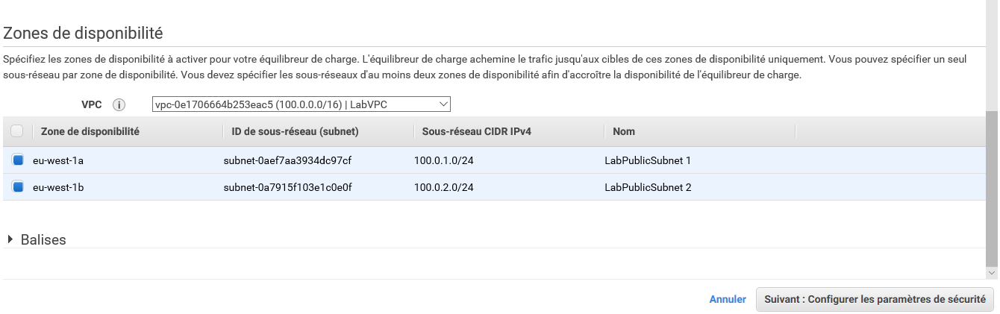 Zones de disponibilité
Spécifiez les zones de disponibilité à activer pour votre équilibreur de charge. L'équilibreur de charge achemine le trafic jusqu'aux cibles de ces zones de disponibilité uniquement. Vous pouvez spécifier un seul
sous-réseau par zone de disponibilité. Vous devez spécifier les sous-réseaux d'au moins deux zones de disponibilité afin d'accroître la disponibilité de l'équilibreur de charge.
VPC i vpc-0e1706664b253eac5 (100.0.0.0/16) | LabVPC
Zone de disponibilité ID de sous-réseau (subnet) Sous-réseau CIDR IPv4 Nom
eu-west-1a subnet-0aef7aa3934dc97cf 100.0.1.0/24 LabPublicSubnet 1
eu-west-1b subnet-0a7915f103e1c0e0f 100.0.2.0/24 LabPublicSubnet 2
Balises
Annuler Suivant : Configurer les paramètres de sécurité